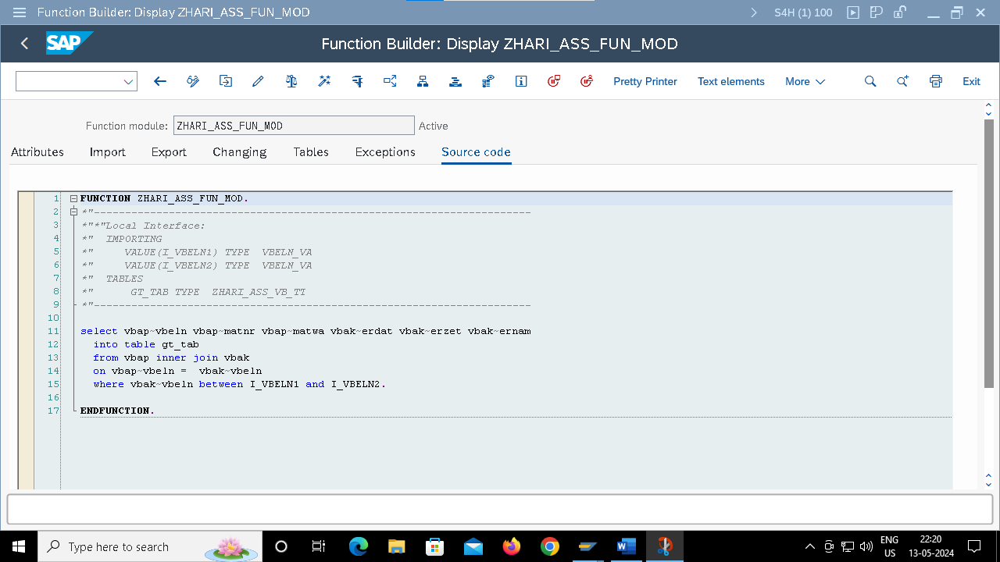 Function Builder: Display ZHARI_ASS_FUN_MOD
S4H (1) 100
SAP
Function Builder: Display ZHARI_ASS_FUN_MOD
Pretty Printer
Text elements
More
Exit
Function module:
ZHARI_ASS_FUN_MOD
Active
Attributes
Import
Export
Changing
Tables
Exceptions
Source code
1 FUNCTION ZHARI_ASS_FUN_MOD.
2 *"----------------------------------------------------------------------
3 *"*"Local Interface:
4 *"  IMPORTING
5 *"     VALUE(I_VBELN1) TYPE  VBELN_VA
6 *"     VALUE(I_VBELN2) TYPE  VBELN_VA
7 *"  TABLES
8 *"      GT_TAB TYPE  ZHARI_ASS_VB_TT
9 *"----------------------------------------------------------------------
10
11 select vbap~vbeln vbap~matnr vbap~matwa vbak~erdat vbak~erzet vbak~ernam
12   into table gt_tab
13   from vbap inner join vbak
14   on vbap~vbeln =  vbak~vbeln
15   where vbak~vbeln between I_VBELN1 and I_VBELN2.
16
17 ENDFUNCTION.
Type here to search
ENG
US
22:20
13-05-2024